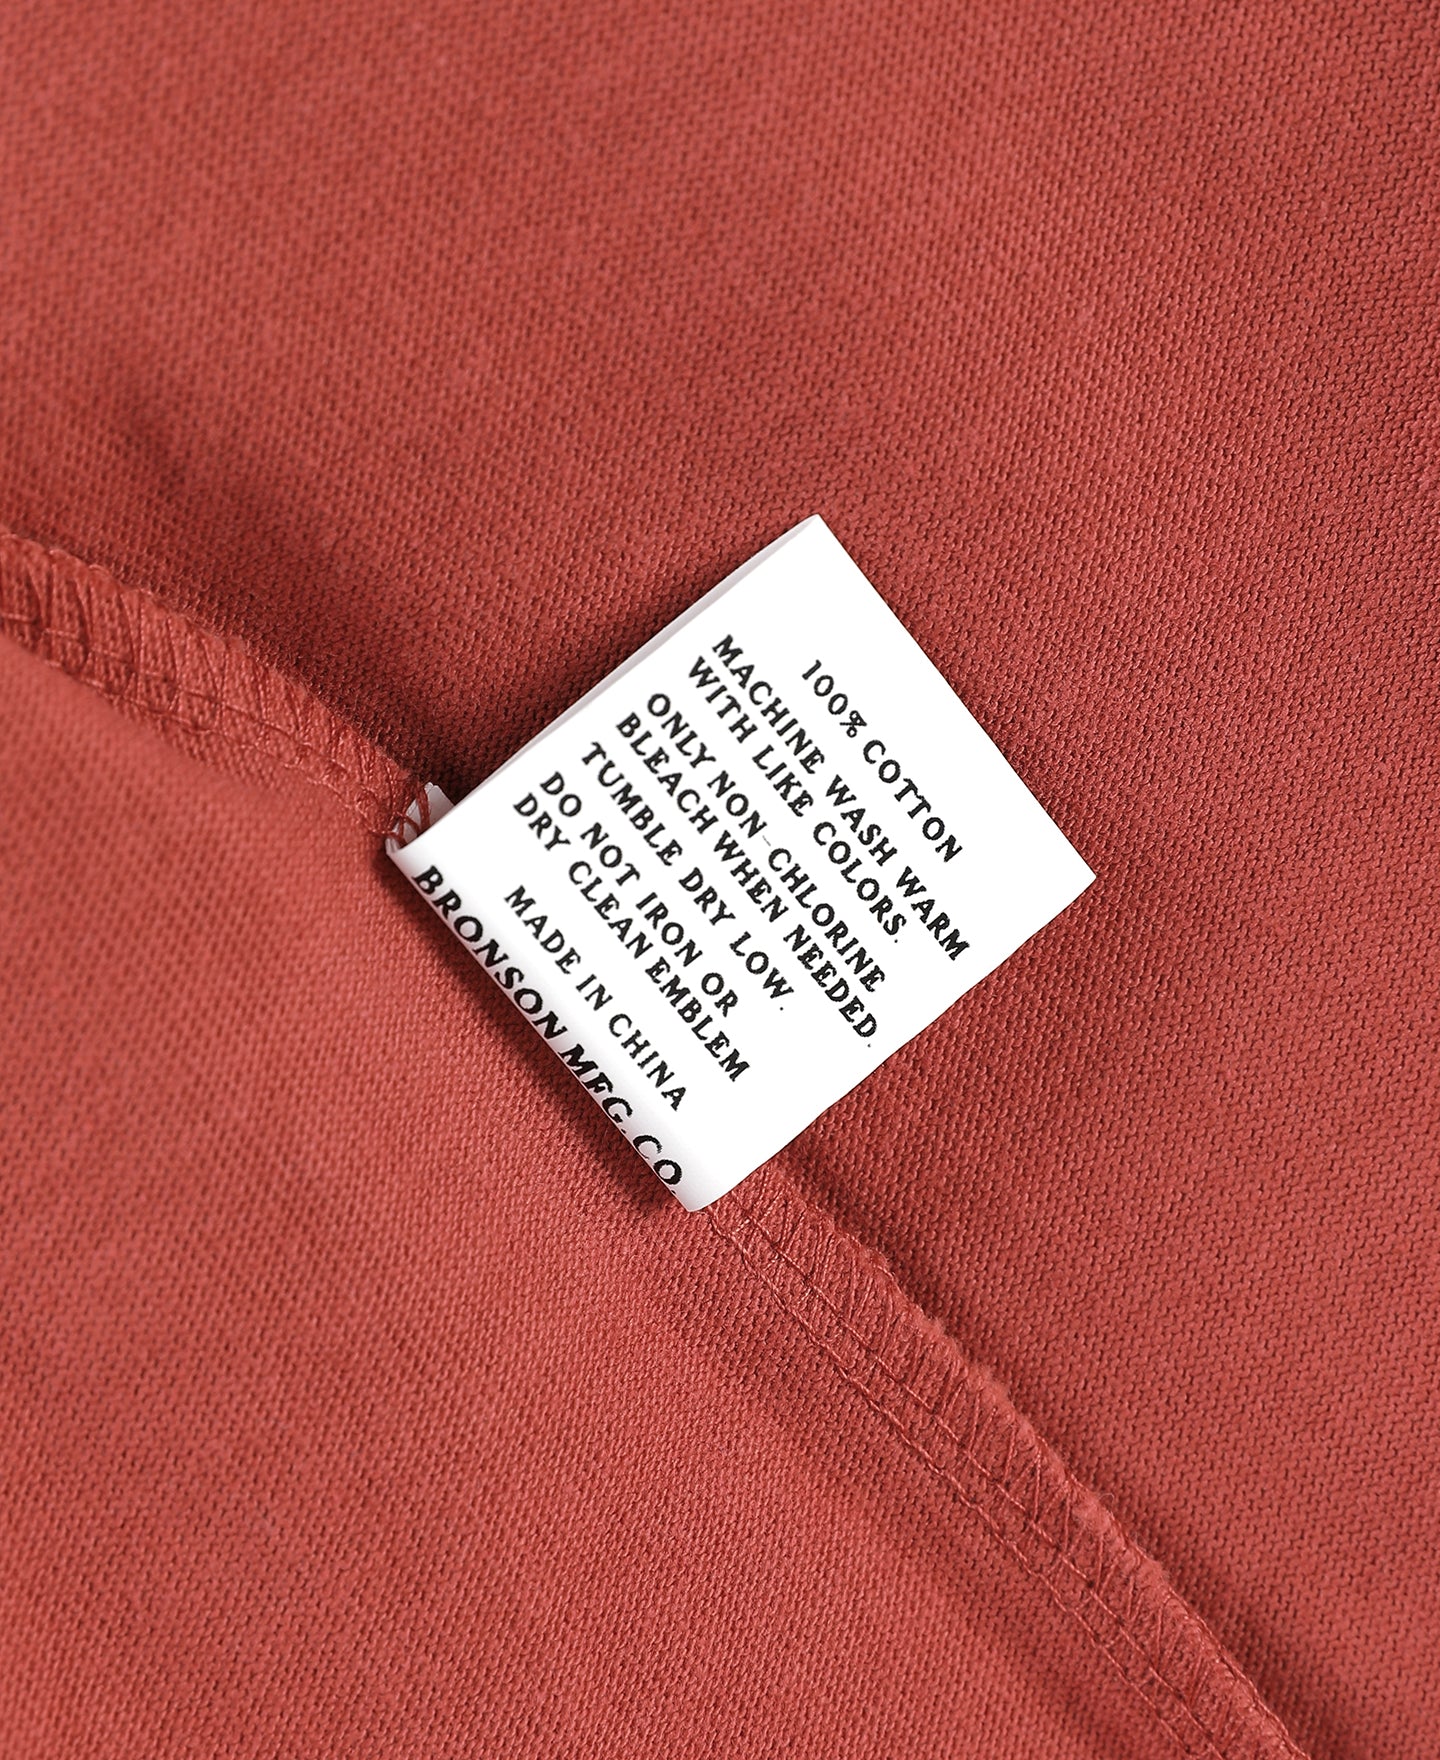 100% COTTON
MACHINE WASH WARM
WITH LIKE COLORS.
ONLY NON-CHLORINE
BLEACH WHEN NEEDED.
TUMBLE DRY LOW.
DO NOT IRON OR
DRY CLEAN EMBLEM
MADE IN CHINA
BRONSON MFG. CO.